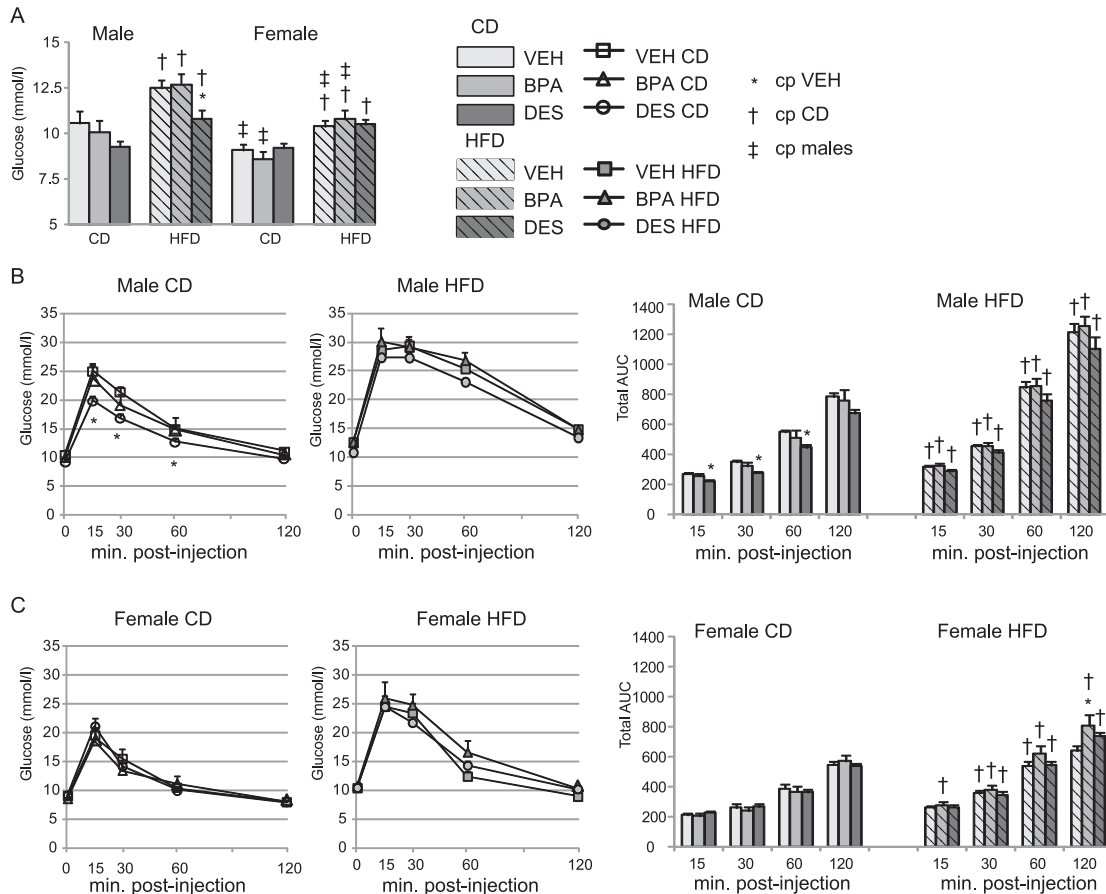 A
Male
Female
Glucose (mmol/l)
15
12.5
10
7.5
5
† † † *
‡ ‡ ‡ † ‡ † †
CD
HFD
CD
HFD
CD
VEH
BPA
DES
HFD
VEH
BPA
DES
VEH CD
BPA CD
DES CD
VEH HFD
BPA HFD
DES HFD
* cp VEH
† cp CD
‡ cp males
B
Male CD
Glucose (mmol/l)
35
30
25
20
15
10
5
0
* * *
0 15 30 60 120
min. post-injection
Male HFD
Glucose (mmol/l)
35
30
25
20
15
10
5
0
0 15 30 60 120
min. post-injection
Male CD
Male HFD
Total AUC
1400
1200
1000
800
600
400
200
0
* * *
† † † † † † † † † † † †
15 30 60 120 15 30 60 120
min. post-injection min. post-injection
C
Female CD
Glucose (mmol/l)
35
30
25
20
15
10
5
0
0 15 30 60 120
min. post-injection
Female HFD
Glucose (mmol/l)
35
30
25
20
15
10
5
0
0 15 30 60 120
min. post-injection
Female CD
Female HFD
Total AUC
1400
1200
1000
800
600
400
200
0
† † † † † † † † * †
15 30 60 120 15 30 60 120
min. post-injection min. post-injection